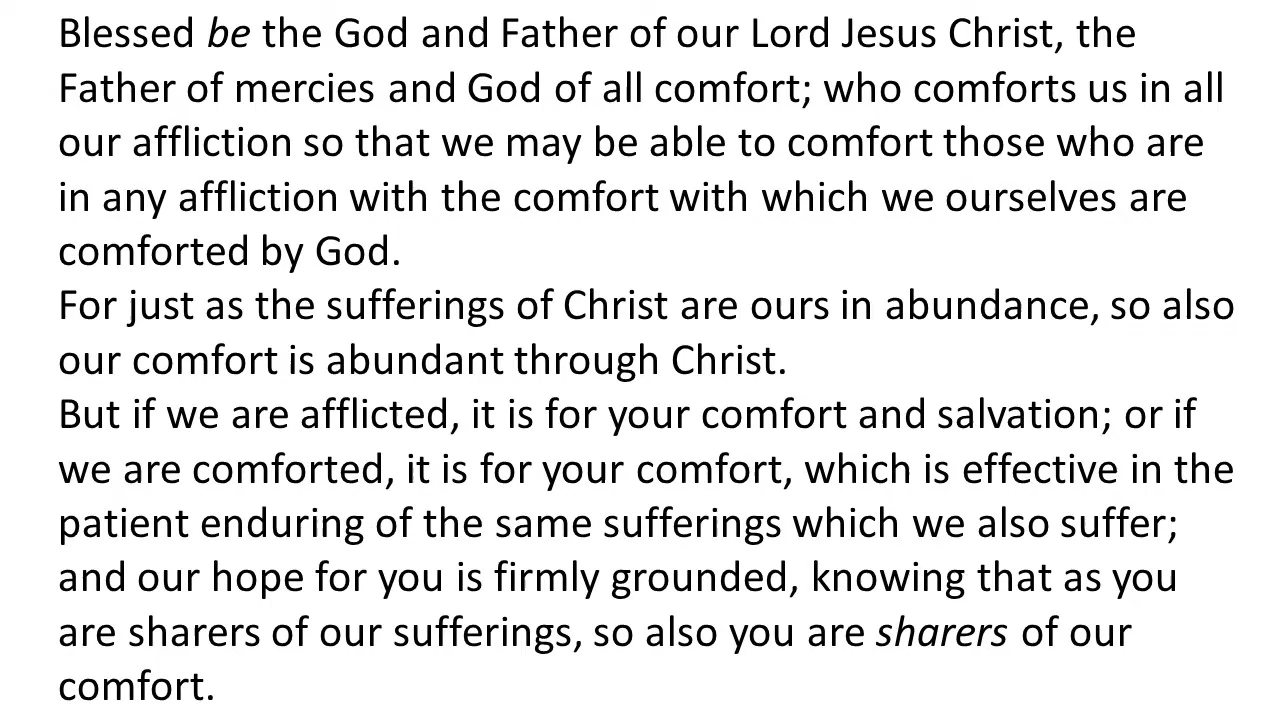 Blessed be the God and Father of our Lord Jesus Christ, the
Father of mercies and God of all comfort; who comforts us in all
our affliction so that we may be able to comfort those who are
in any affliction with the comfort with which we ourselves are
comforted by God.
For just as the sufferings of Christ are ours in abundance, so also
our comfort is abundant through Christ.
But if we are afflicted, it is for your comfort and salvation; or if
we are comforted, it is for your comfort, which is effective in the
patient enduring of the same sufferings which we also suffer;
and our hope for you is firmly grounded, knowing that as you
are sharers of our sufferings, so also you are sharers of our
comfort.